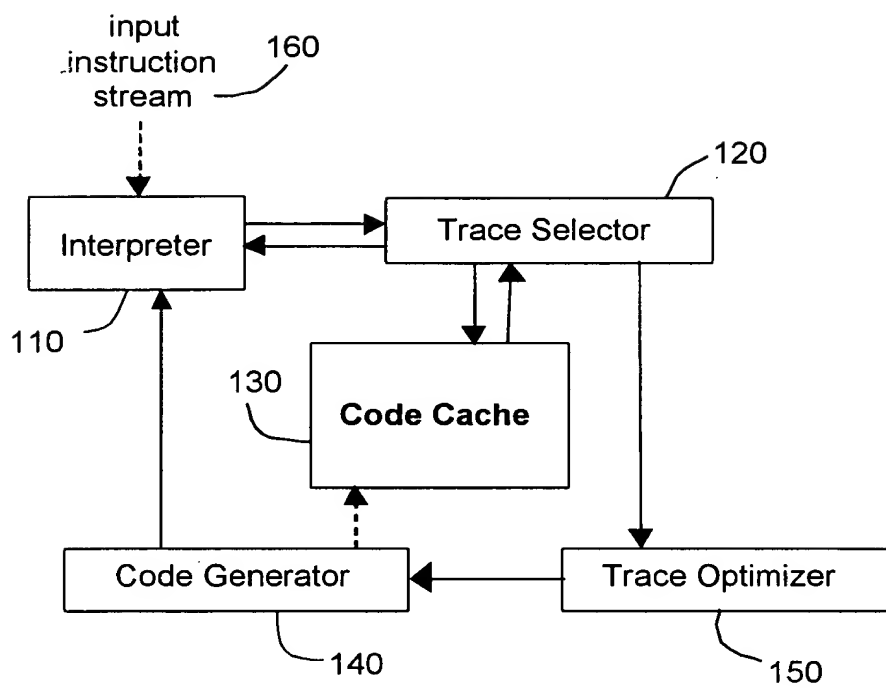 input
instruction
stream
160
120
Interpreter
Trace Selector
110
130
Code Cache
Code Generator
Trace Optimizer
140
150